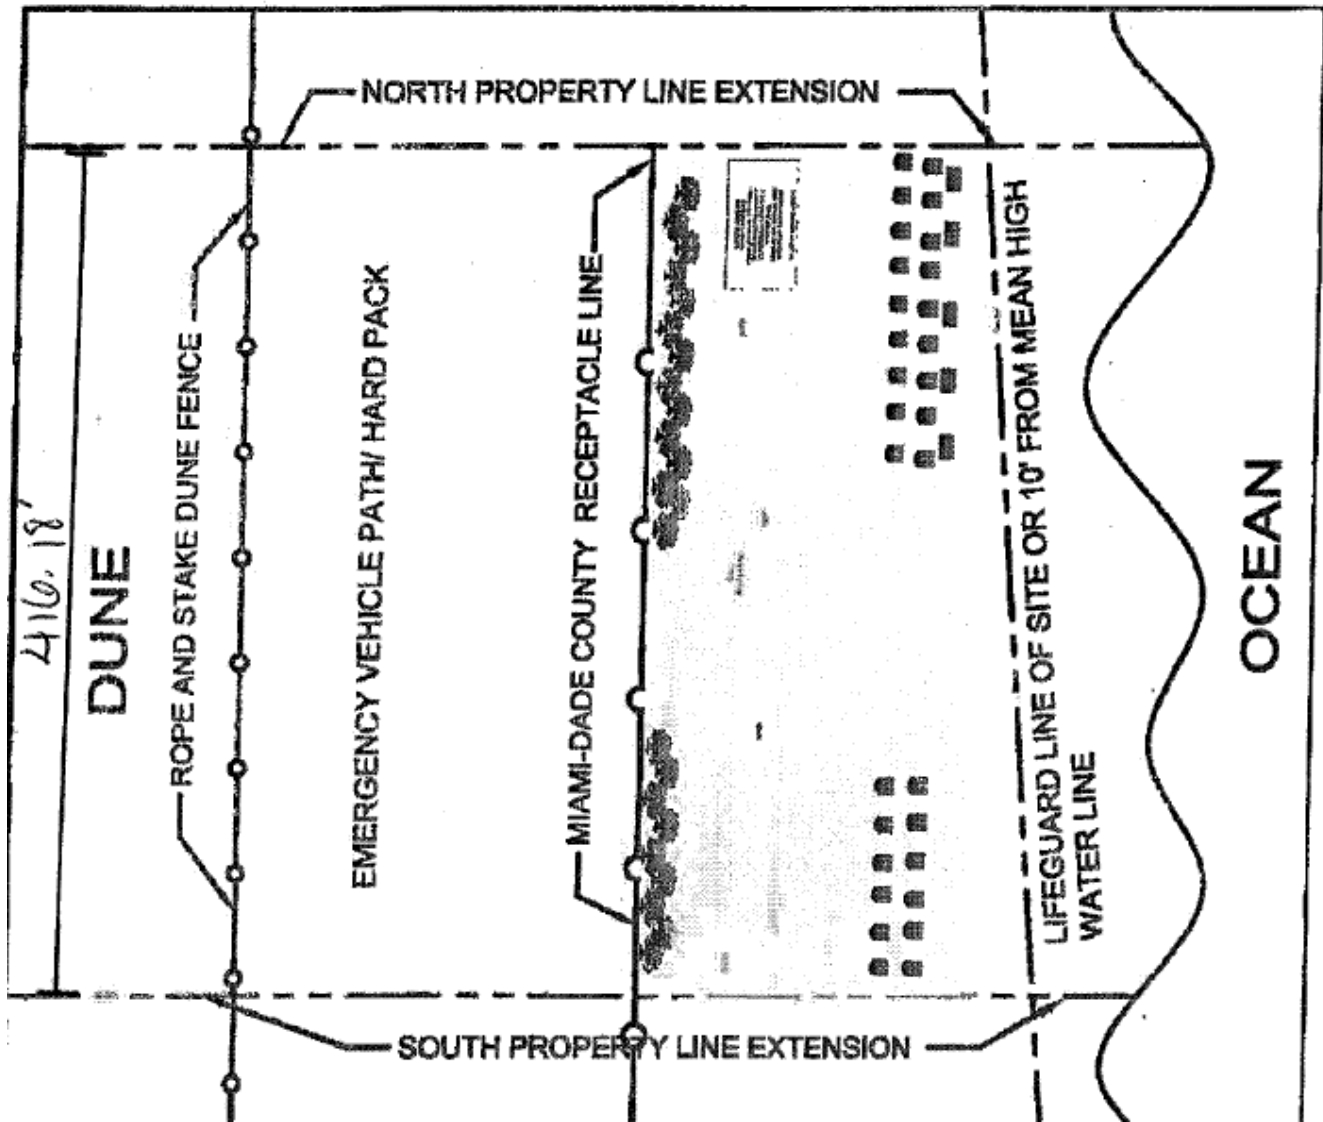 NORTH PROPERTY LINE EXTENSION
416.18'
DUNE
ROPE AND STAKE DUNE FENCE
EMERGENCY VEHICLE PATH/ HARD PACK
MIAMI-DADE COUNTY RECEPTACLE LINE
LIFEGUARD LINE OF SITE OR 10' FROM MEAN HIGH
WATER LINE
OCEAN
SOUTH PROPERTY LINE EXTENSION